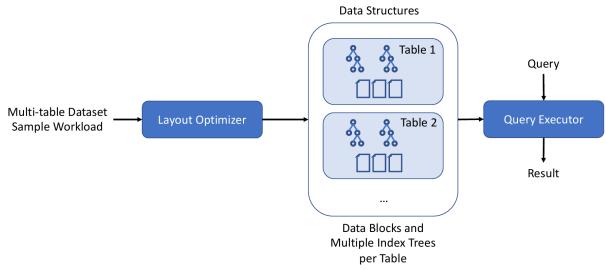 Data Structures
Table 1
Query
Multi-table Dataset
Sample Workload
Layout Optimizer
Table 2
Query Executor
Result
...
Data Blocks and
Multiple Index Trees
per Table